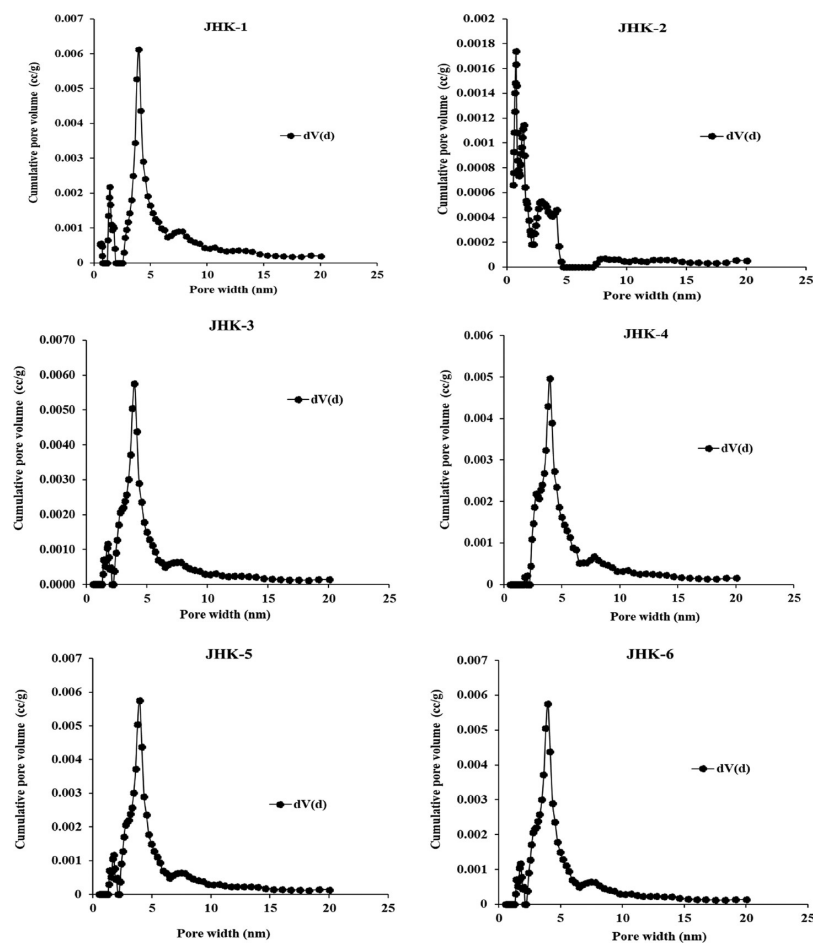 JHK-1
0.007
0.006
0.005
0.004
0.003
0.002
0.001
0
Cumulative pore volume (cc/g)
dV(d)
0 5 10 15 20 25
Pore width (nm)
JHK-2
0.002
0.0018
0.0016
0.0014
0.0012
0.001
0.0008
0.0006
0.0004
0.0002
0
Cumulative pore volume (cc/g)
dV(d)
0 5 10 15 20 25
Pore width (nm)
JHK-3
0.0070
0.0060
0.0050
0.0040
0.0030
0.0020
0.0010
0.0000
Cumulative pore volume (cc/g)
dV(d)
0 5 10 15 20 25
Pore width (nm)
JHK-4
0.006
0.005
0.004
0.003
0.002
0.001
0
Cumulative pore volume (cc/g)
dV(d)
0 5 10 15 20 25
Pore width (nm)
JHK-5
0.007
0.006
0.005
0.004
0.003
0.002
0.001
0
Cumulative pore volume (cc/g)
dV(d)
0 5 10 15 20 25
Pore width (nm)
JHK-6
0.007
0.006
0.005
0.004
0.003
0.002
0.001
0
Cumulative pore volume (cc/g)
dV(d)
0 5 10 15 20 25
Pore width (nm)